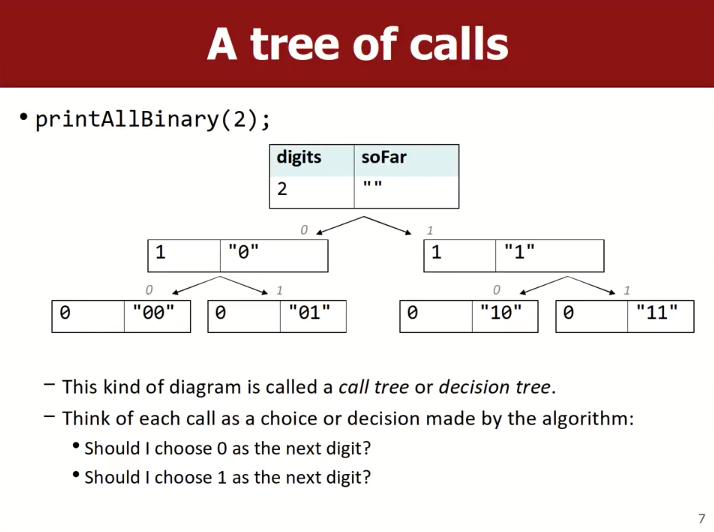 A tree of calls
• printAllBinary(2);
digits soFar
2 ""
0 1
1 "0" 1 "1"
0 1 0 1
0 "00" 0 "01" 0 "10" 0 "11"
– This kind of diagram is called a call tree or decision tree.
– Think of each call as a choice or decision made by the algorithm:
• Should I choose 0 as the next digit?
• Should I choose 1 as the next digit?
7